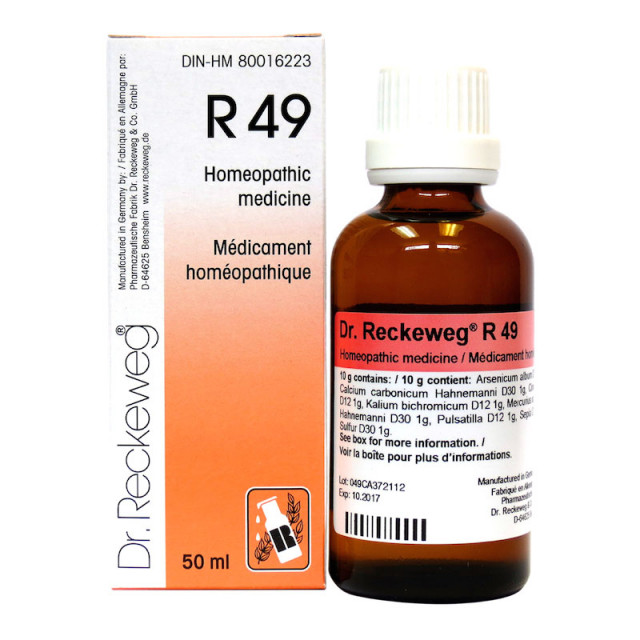 DIN-HM 80016223
R 49
Homeopathic
medicine
Médicament
homéopathique
Manufactured in Germany by: / Fabriqué en Allemagne par:
Pharmazeutische Fabrik Dr. Reckeweg & Co. GmbH
D-64625 Bensheim www.reckeweg.de
Dr. Reckeweg®
50 ml
R
Dr. Reckeweg® R 49
Homeopathic medicine / Médicament
10 g contains: / 10 g contient: Arsenicum album
Calcium carbonicum Hahnemanni D30 1g,
D12 1g, Kalium bichromicum D12 1g, Mercurius
Hahnemanni D30 1g, Pulsatilla D12 1g, Sepia
Sulfur D30 1g.
See box for more information. /
Voir la boîte pour plus d'informations.
Lot: 049CA372112
Exp: 10.2017
Manufactured in
Fabriqué en
Dr. Reckeweg